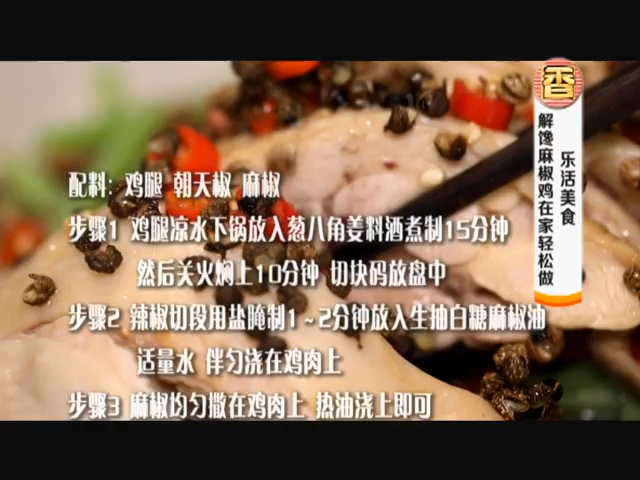 香
乐活美食
解馋麻椒鸡在家轻松做
配料: 鸡腿 朝天椒 麻椒
步骤1 鸡腿凉水下锅放入葱八角姜料酒煮制15分钟
然后关火焖上10分钟 切块码放盘中
步骤2 辣椒切段用盐腌制1~2分钟放入生抽白糖麻椒油
适量水 伴匀浇在鸡肉上
步骤3 麻椒均匀撒在鸡肉上 热油浇上即可